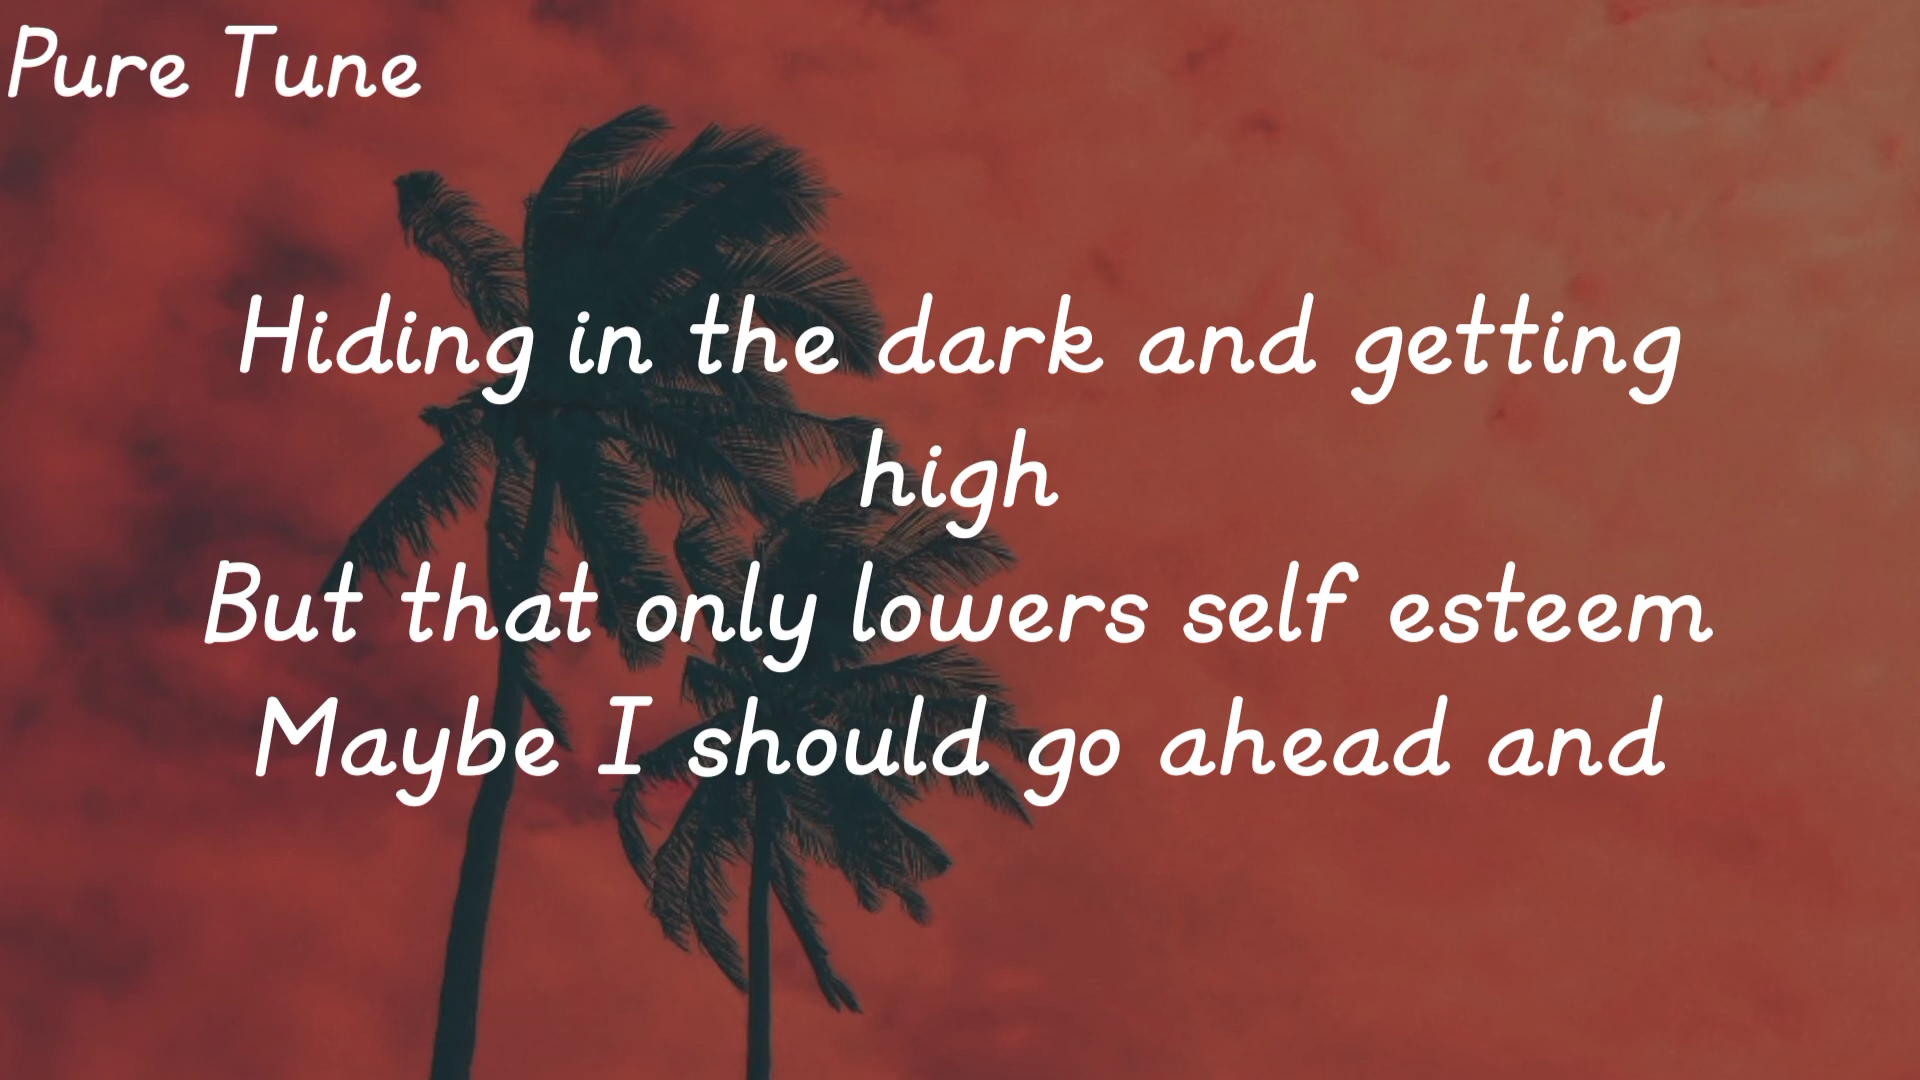 Pure Tune
Hiding in the dark and getting
high
But that only lowers self esteem
Maybe I should go ahead and